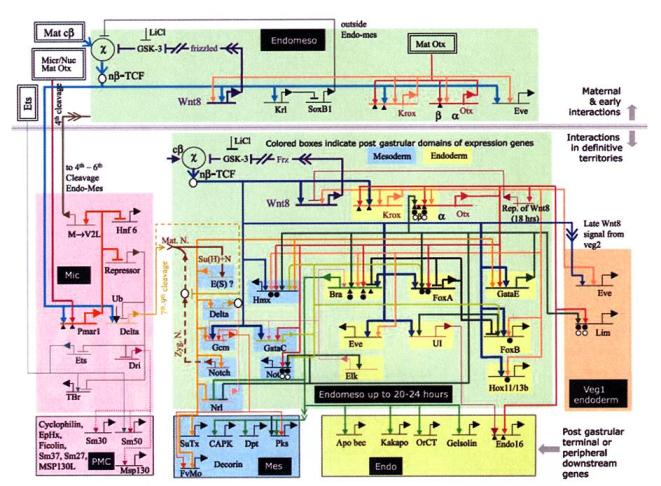 Mat cβ
LiCl
GSK-3
frizzled
χ
Endomeso
outside
Endo-mes
Mat Otx
Micr/Nuc
Mat Otx
nβ-TCF
Ets
4th cleavage
Wnt8
Krl
SoxB1
Krox
β α Otx
Eve
Maternal
& early
interactions
Interactions
in definitive
territories
Colored boxes indicate post gastrular domains of expression genes
Mesoderm
Endoderm
cβ
χ
LiCl
GSK-3
Frz
nβ-TCF
Wnt8
Krox
α
Otx
Rep. of Wnt8
(18 hrs)
Late Wnt8
signal from
veg2
to 4th – 6th
Cleavage
Endo-Mes
M→V2L
Hnf 6
Mic
Repressor
Ub
Pmar1
Delta
Ets
Dri
TBr
Mat. N.
7th, 9th cleavage
Zyg. N.
Su(H)+N
E(S) ?
Delta
Gcm
Notch
Nrl
Hmx
GataC
Not
Bra
FoxA
GataE
Eve
UI
FoxB
Elk
Hox11/13b
Eve
Lim
Veg1
endoderm
Endomeso up to 20-24 hours
Cyclophilin,
EpHx,
Ficolin,
Sm37, Sm27,
MSP130L
PMC
Sm30
Sm50
Msp130
SuTx
CAPK
Dpt
Pks
FvMo
Decorin
Mes
Apo bec
Kakapo
OrCT
Gelsolin
Endo16
Endo
Post gastrular
terminal or
peripheral
downstream
genes